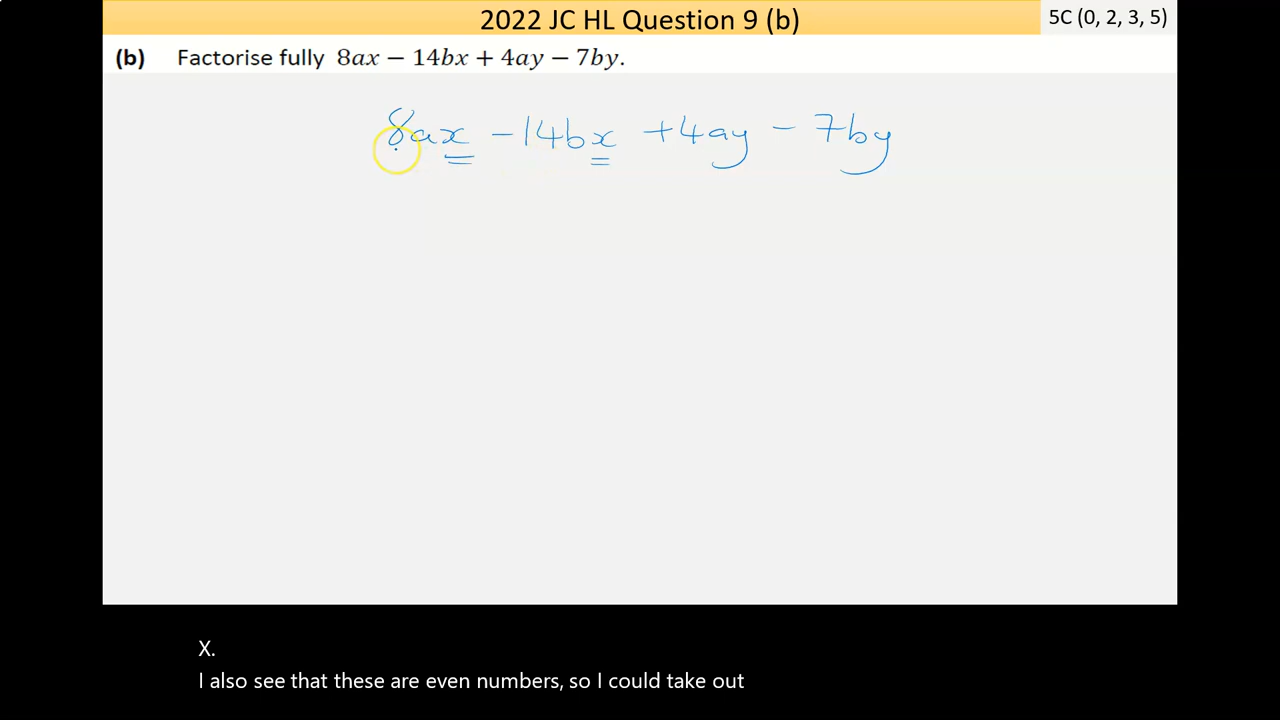 2022 JC HL Question 9 (b)
5C (0, 2, 3, 5)
(b) Factorise fully 8ax − 14bx + 4ay − 7by.
8ax − 14bx + 4ay − 7by
X.
I also see that these are even numbers, so I could take out